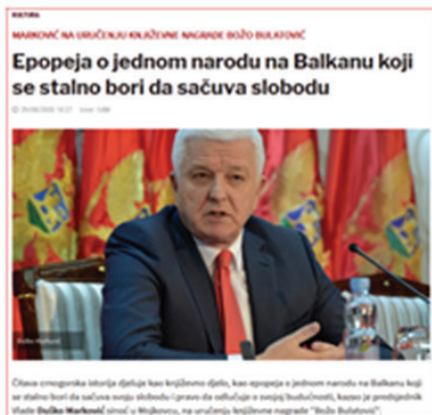 KULTURA
MARKOVIĆ NA URUČENJU KNJIŽEVNE NAGRADE BOŽO BULATOVIĆ
Epopeja o jednom narodu na Balkanu koji
se stalno bori da sačuva slobodu
Duško Marković
Čitava crnogorska istorija djeluje kao književno djelo, kao epopeja o jednom narodu na Balkanu koji
se stalno bori da sačuva svoju slobodu i pravo da odlučuje o svojoj budućnosti, kazao je predsjednik
Vlade Duško Marković sinoć u Mojkovcu, na uručenju književne nagrade "Božo Bulatović".